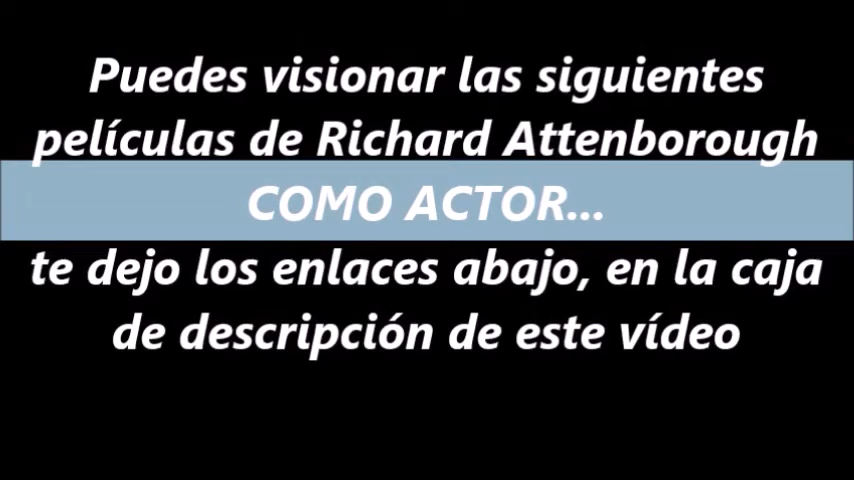 Puedes visionar las siguientes
películas de Richard Attenborough
COMO ACTOR...
te dejo los enlaces abajo, en la caja
de descripción de este vídeo